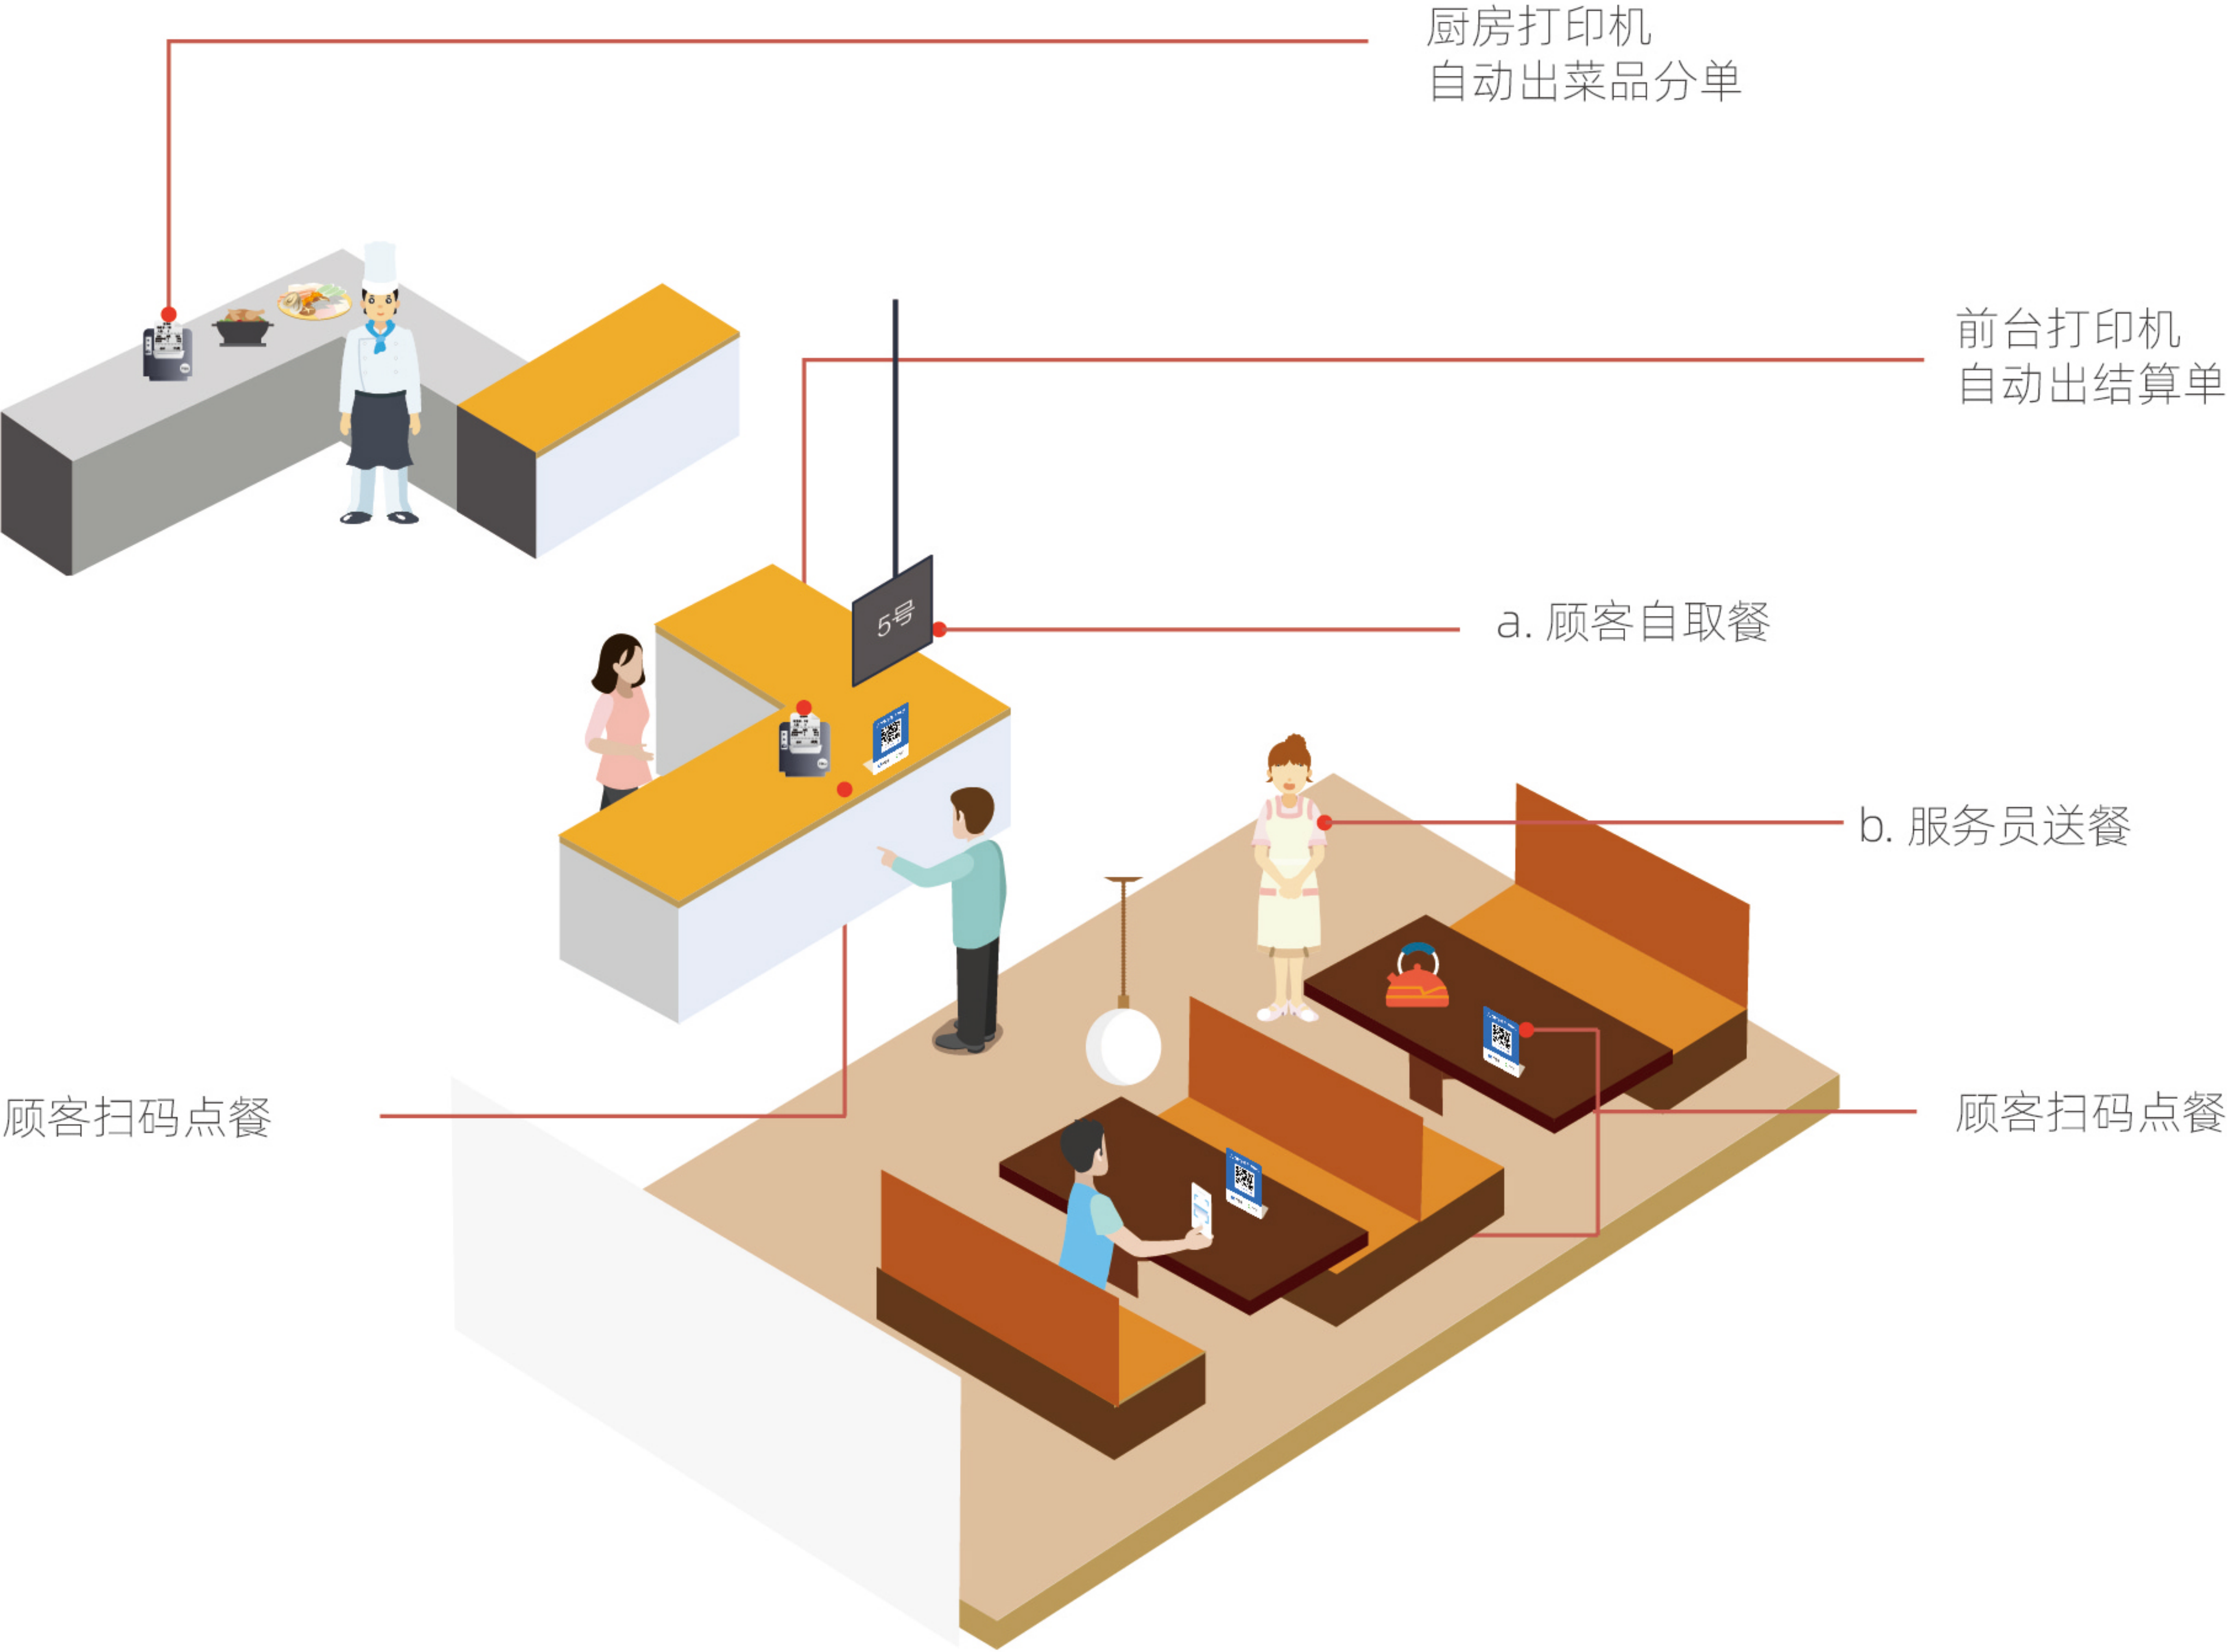 厨房打印机
自动出菜品分单
前台打印机
自动出结算单
5号
a. 顾客自取餐
b. 服务员送餐
顾客扫码点餐
顾客扫码点餐